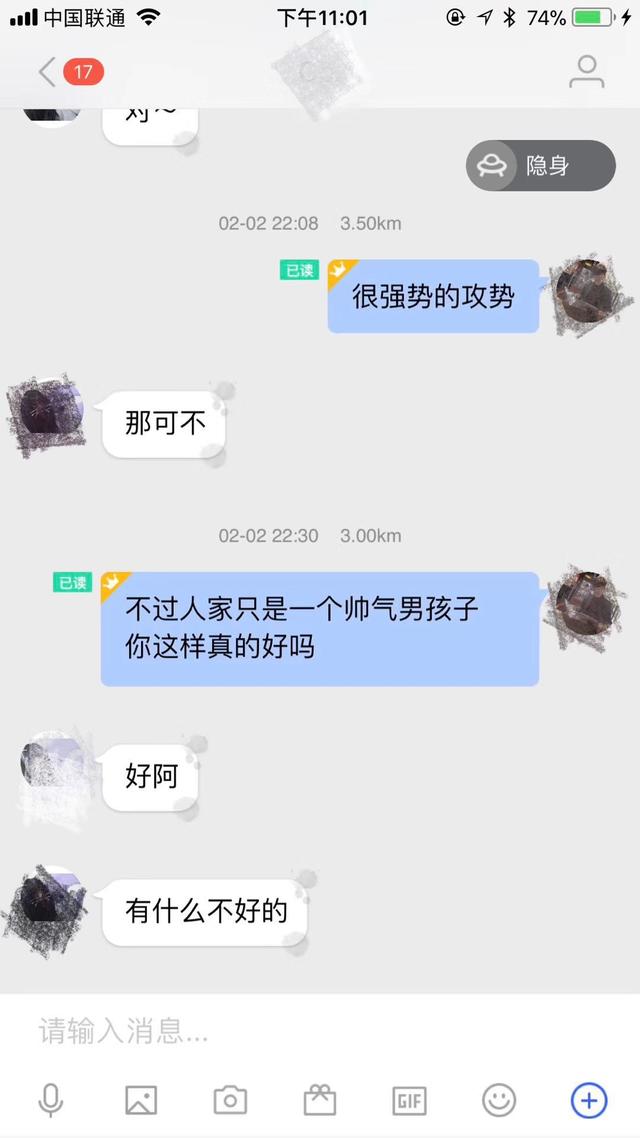 中国联通
下午11:01
74%
17
对~
隐身
02-02 22:08 3.50km
已读
很强势的攻势
那可不
02-02 22:30 3.00km
已读
不过人家只是一个帅气男孩子
你这样真的好吗
好阿
有什么不好的
请输入消息...
GIF